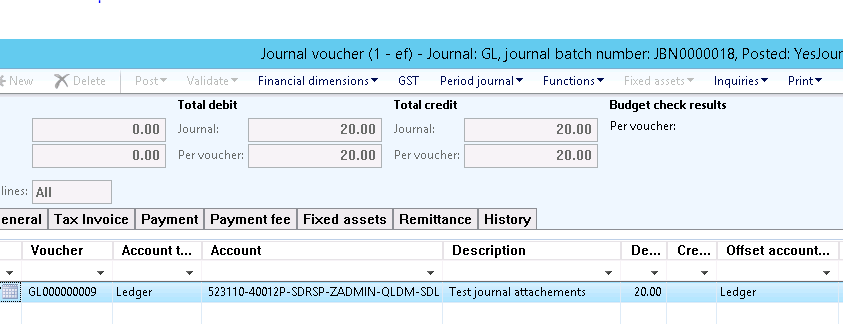 Journal voucher (1 - ef) - Journal: GL, journal batch number: JBN0000018, Posted: YesJour
New Delete Post Validate Financial dimensions GST Period journal Functions Fixed assets Inquiries Print
Total debit Total credit Budget check results
0.00 Journal: 20.00 Journal: 20.00 Per voucher:
0.00 Per voucher: 20.00 Per voucher: 20.00
lines: All
eneral Tax Invoice Payment Payment fee Fixed assets Remittance History
Voucher Account t... Account Description De... Cre... Offset account...
GL000000009 Ledger 523110-40012P-SDRSP-ZADMIN-QLDM-SDL Test journal attachements 20.00 Ledger